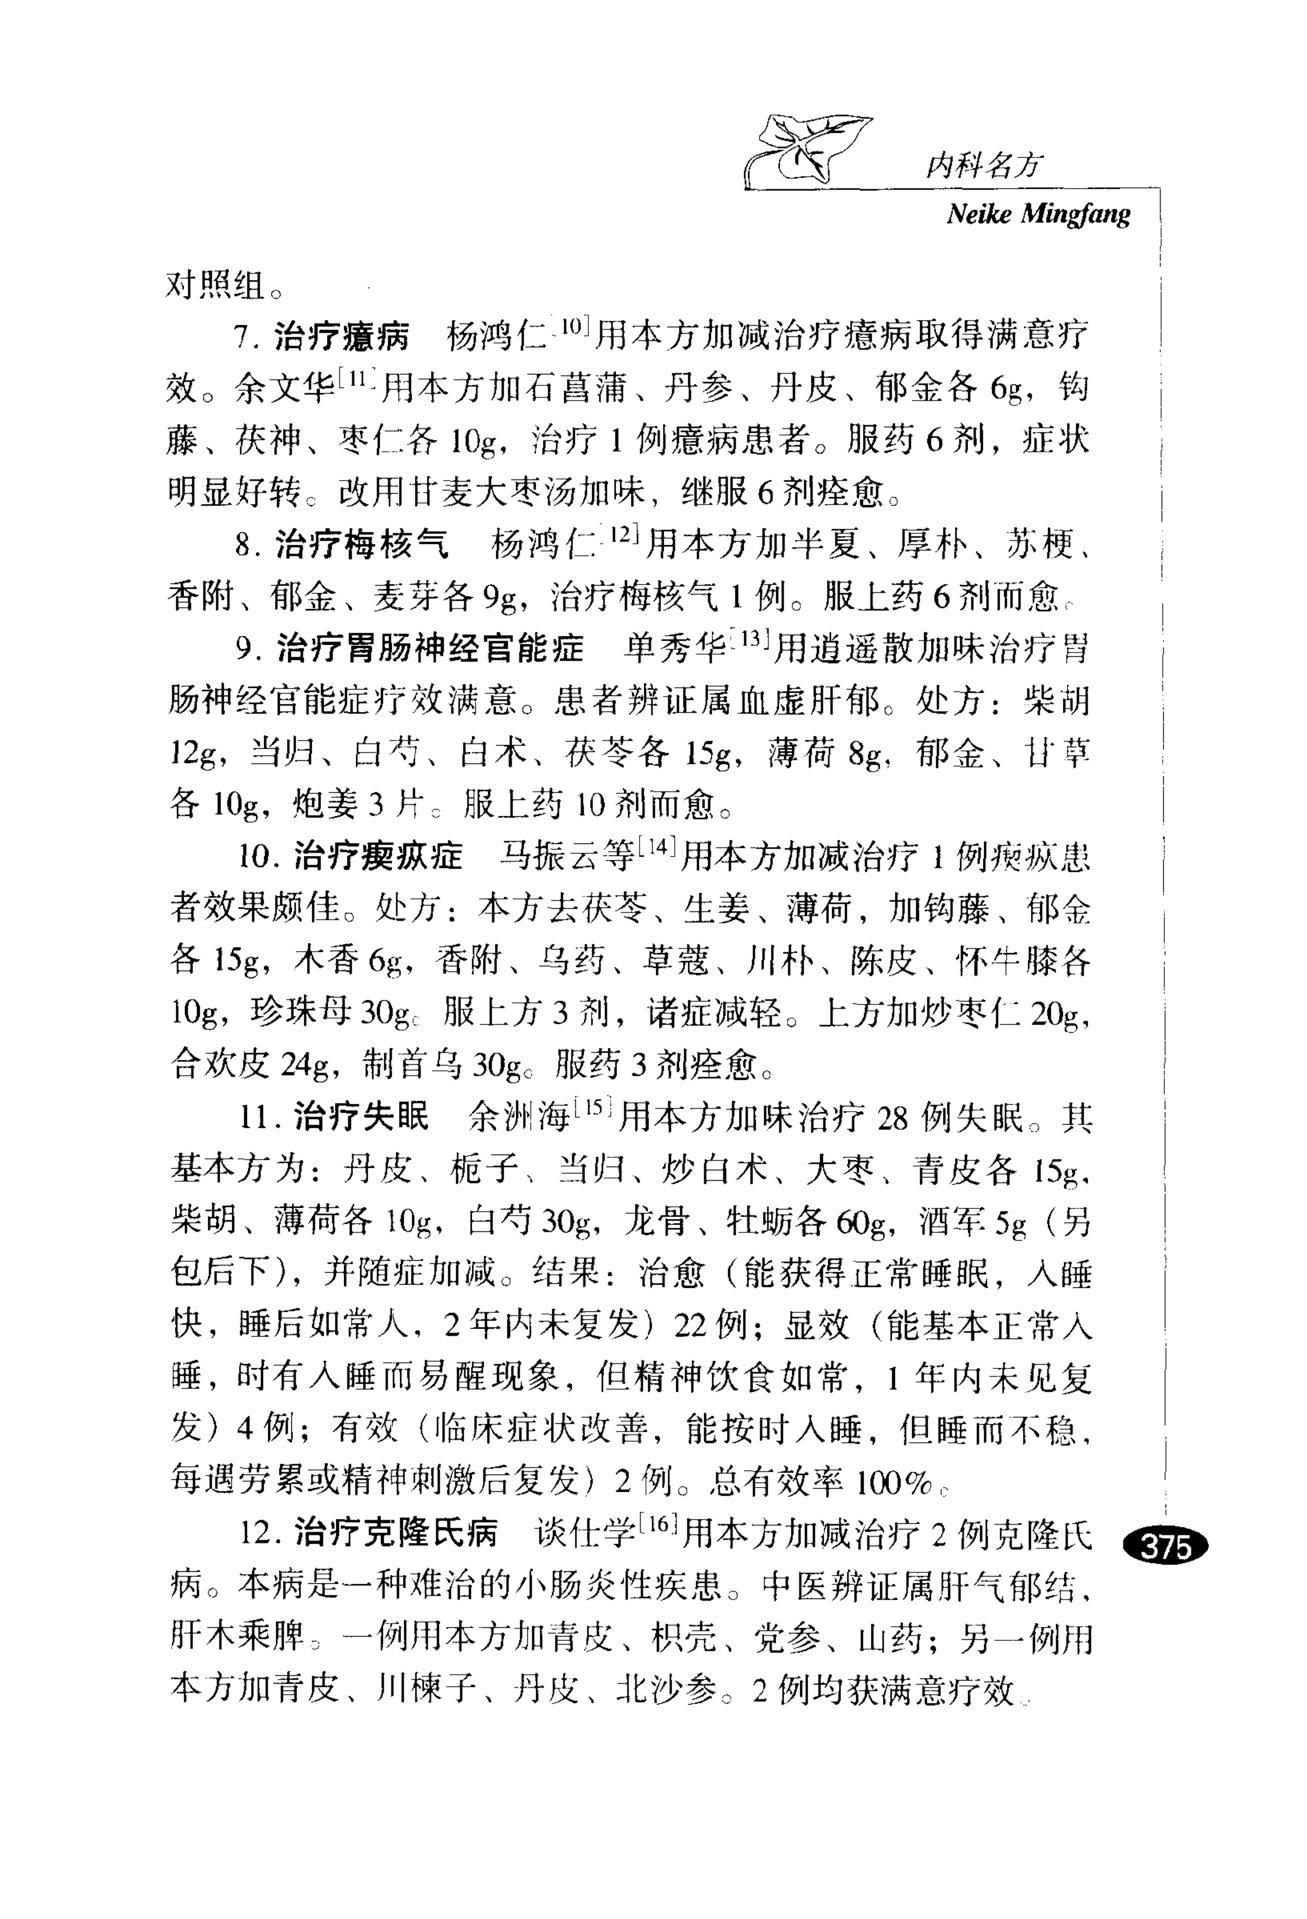 内科名方
Neike Mingfang
对照组。
7. 治疗癔病 杨鸿仁[10]用本方加减治疗癔病取得满意疗
效。余文华[11]用本方加石菖蒲、丹参、丹皮、郁金各 6g，钩
藤、茯神、枣仁各 10g，治疗 1 例癔病患者。服药 6 剂，症状
明显好转。改用甘麦大枣汤加味，继服 6 剂痊愈。
8. 治疗梅核气 杨鸿仁[12]用本方加半夏、厚朴、苏梗、
香附、郁金、麦芽各 9g，治疗梅核气 1 例。服上药 6 剂而愈。
9. 治疗胃肠神经官能症 单秀华[13]用逍遥散加味治疗胃
肠神经官能症疗效满意。患者辨证属血虚肝郁。处方：柴胡
12g，当归、白芍、白术、茯苓各 15g，薄荷 8g，郁金、甘草
各 10g，炮姜 3 片。服上药 10 剂而愈。
10. 治疗瘈疭症 马振云等[14]用本方加减治疗 1 例瘈疭患
者效果颇佳。处方：本方去茯苓、生姜、薄荷，加钩藤、郁金
各 15g，木香 6g，香附、乌药、草蔻、川朴、陈皮、怀牛膝各
10g，珍珠母 30g。服上方 3 剂，诸症减轻。上方加炒枣仁 20g，
合欢皮 24g，制首乌 30g。服药 3 剂痊愈。
11. 治疗失眠 余洲海[15]用本方加味治疗 28 例失眠。其
基本方为：丹皮、栀子、当归、炒白术、大枣、青皮各 15g，
柴胡、薄荷各 10g，白芍 30g，龙骨、牡蛎各 60g，酒军 5g（另
包后下），并随症加减。结果：治愈（能获得正常睡眠，入睡
快，睡后如常人，2 年内未复发）22 例；显效（能基本正常入
睡，时有入睡而易醒现象，但精神饮食如常，1 年内未见复
发）4 例；有效（临床症状改善，能按时入睡，但睡而不稳，
每遇劳累或精神刺激后复发）2 例。总有效率 100%。
12. 治疗克隆氏病 谈仕学[16]用本方加减治疗 2 例克隆氏
病。本病是一种难治的小肠炎性疾患。中医辨证属肝气郁结，
肝木乘脾。一例用本方加青皮、枳壳、党参、山药；另一例用
本方加青皮、川楝子、丹皮、北沙参。2 例均获满意疗效。
375